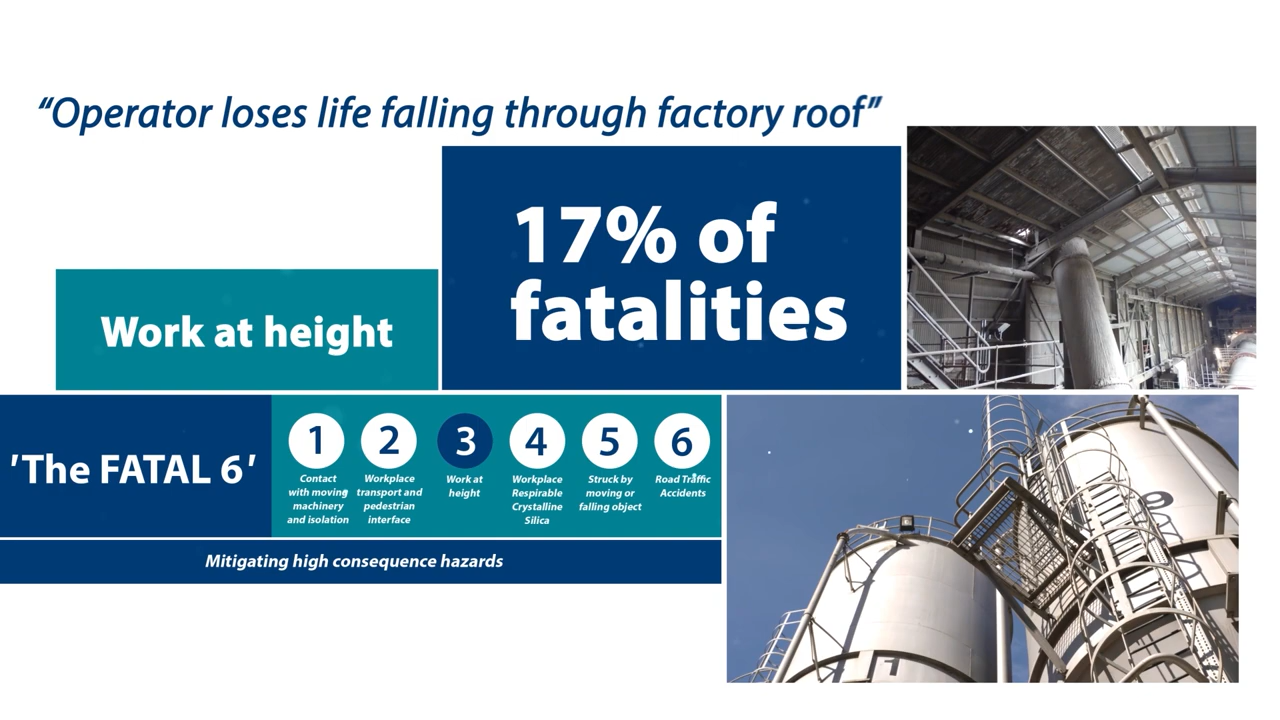 “Operator loses life falling through factory roof”
17% of
fatalities
Work at height
'The FATAL 6'
1
Contact
with moving
machinery
and isolation
2
Workplace
transport and
pedestrian
interface
3
Work at
height
4
Workplace
Respirable
Crystalline
Silica
5
Struck by
moving or
falling object
6
Road Traffic
Accidents
Mitigating high consequence hazards
9
1